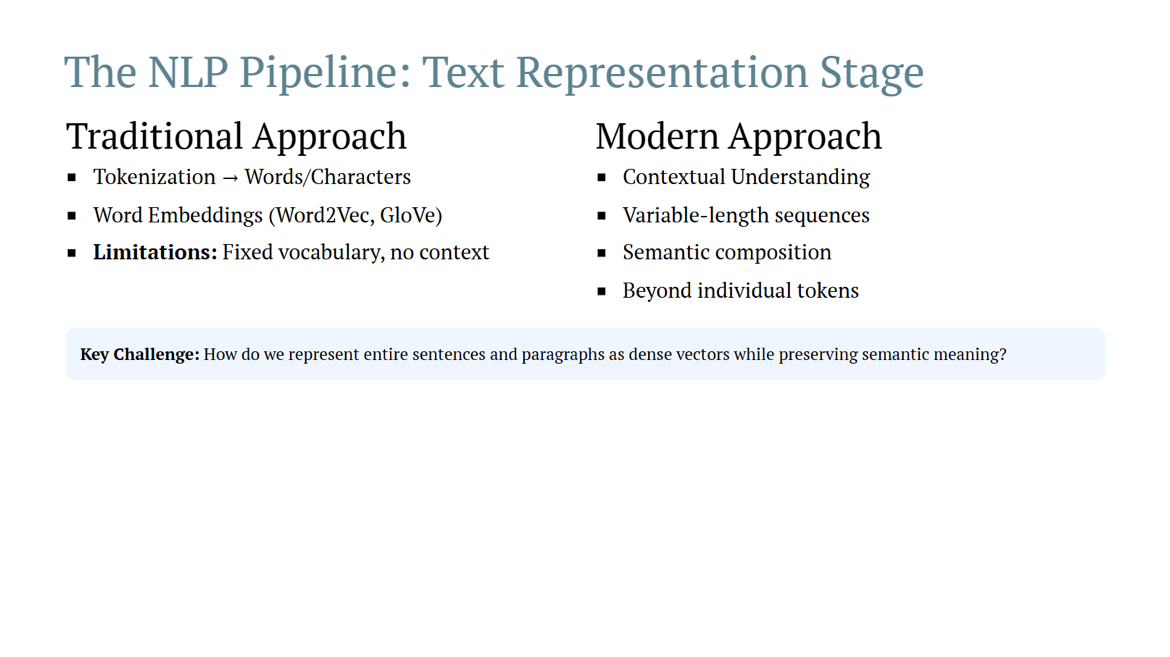 The NLP Pipeline: Text Representation Stage
Traditional Approach
▪ Tokenization → Words/Characters
▪ Word Embeddings (Word2Vec, GloVe)
▪ Limitations: Fixed vocabulary, no context
Modern Approach
▪ Contextual Understanding
▪ Variable-length sequences
▪ Semantic composition
▪ Beyond individual tokens
Key Challenge: How do we represent entire sentences and paragraphs as dense vectors while preserving semantic meaning?